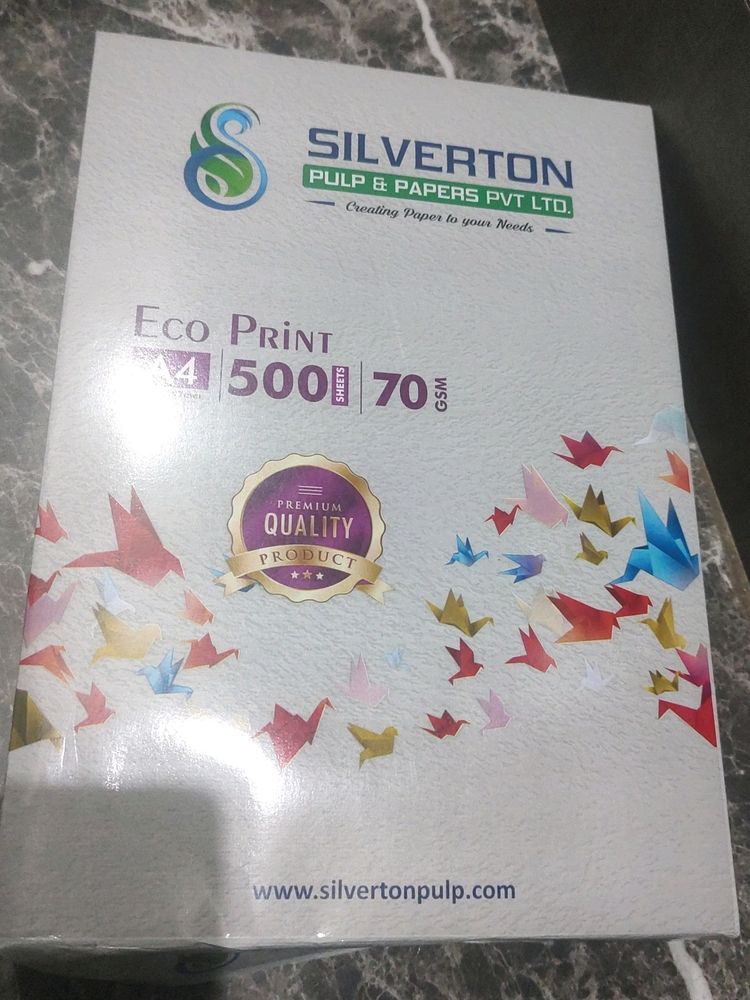 SILVERTON
PULP & PAPERS PVT LTD.
Creating Paper to your Needs
Eco Print
A4
500 SHEETS
70 GSM
PREMIUM
QUALITY
PRODUCT
www.silvertonpulp.com